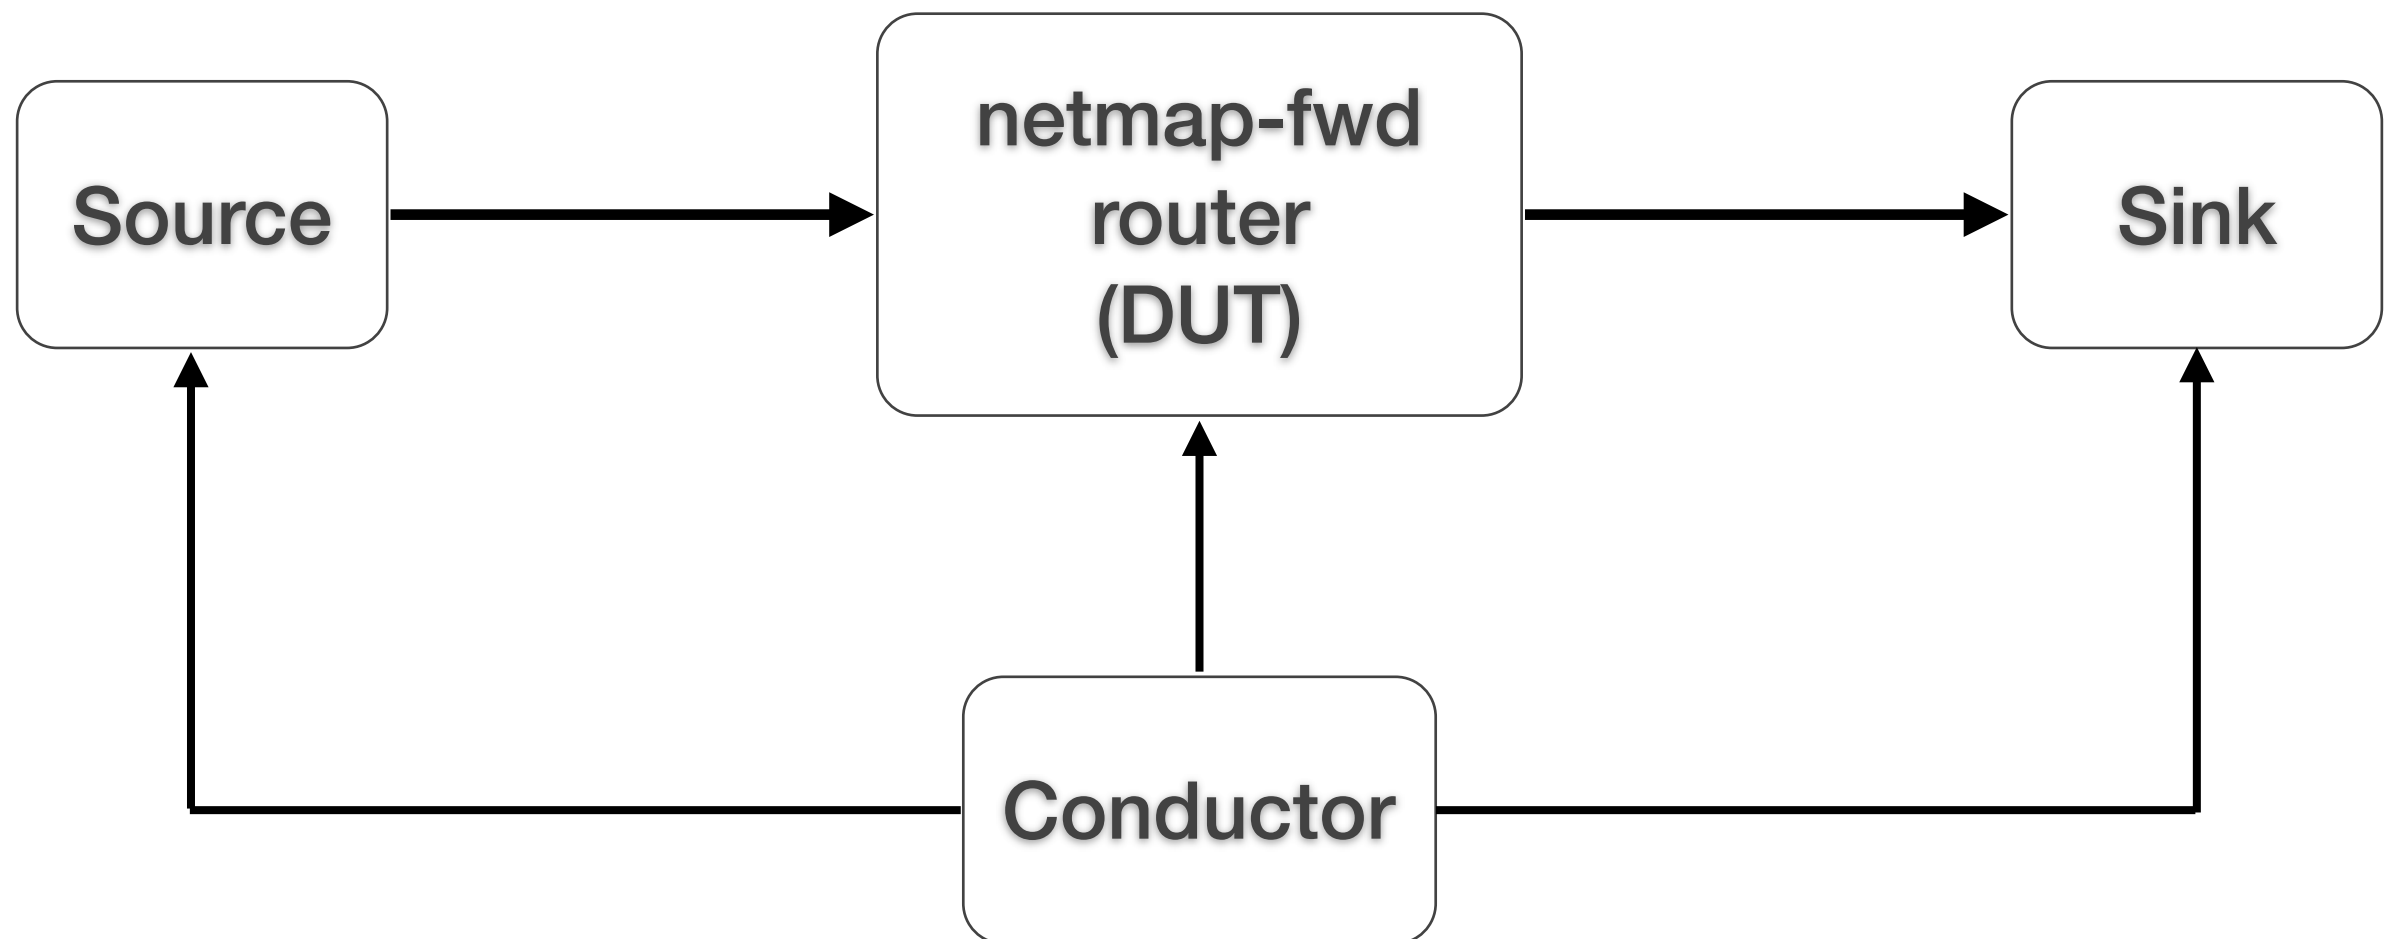 Source
netmap-fwd
router
(DUT)
Sink
Conductor